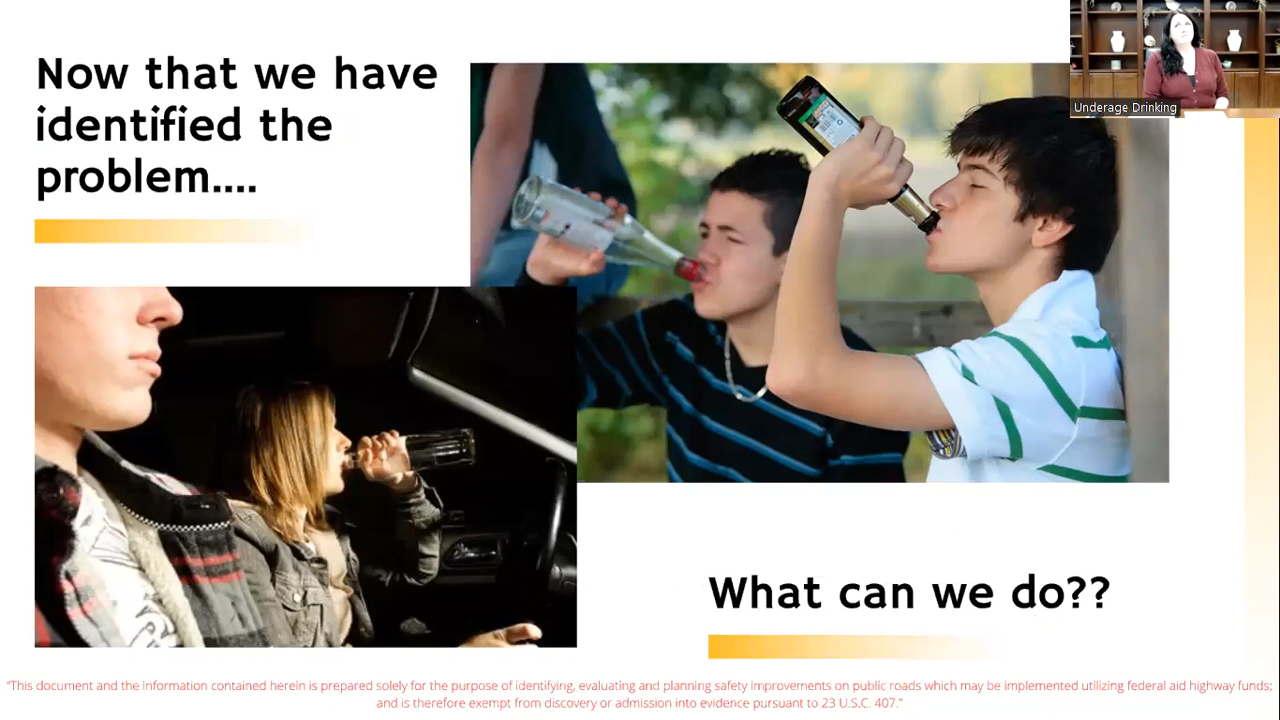 Now that we have
identified the
problem....
Underage Drinking
What can we do??
"This document and the information contained herein is prepared solely for the purpose of identifying, evaluating and planning safety improvements on public roads which may be implemented utilizing federal aid highway funds;
and is therefore exempt from discovery or admission into evidence pursuant to 23 U.S.C. 407."